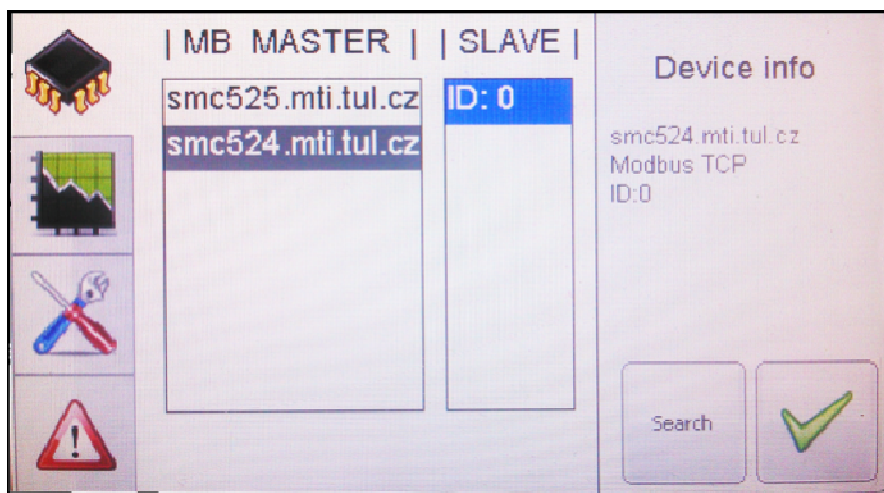 | MB MASTER | | SLAVE |
smc525.mti.tul.cz
smc524.mti.tul.cz
ID: 0
Device info
smc524.mti.tul.cz
Modbus TCP
ID:0
Search